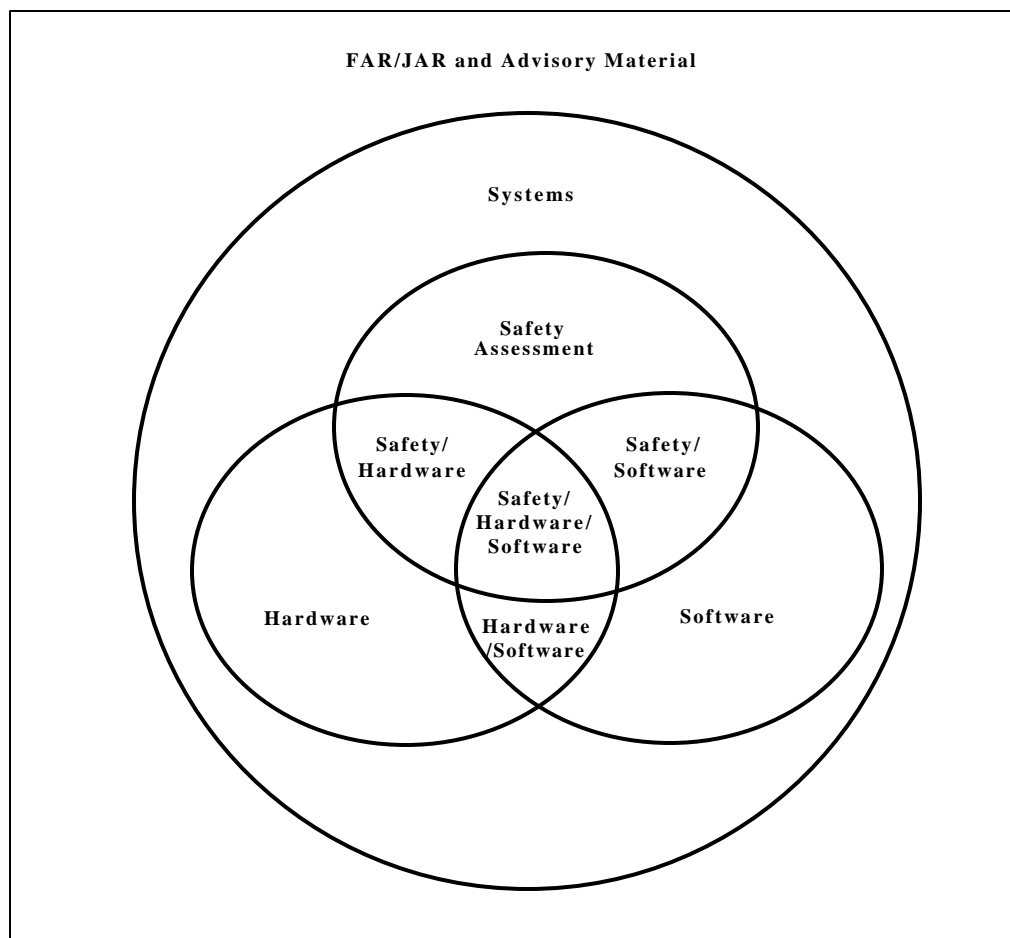 FAR/JAR and Advisory Material
Systems
Safety
Assessment
Safety/
Hardware
Safety/
Software
Safety/
Hardware/
Software
Hardware
Hardware
/Software
Software